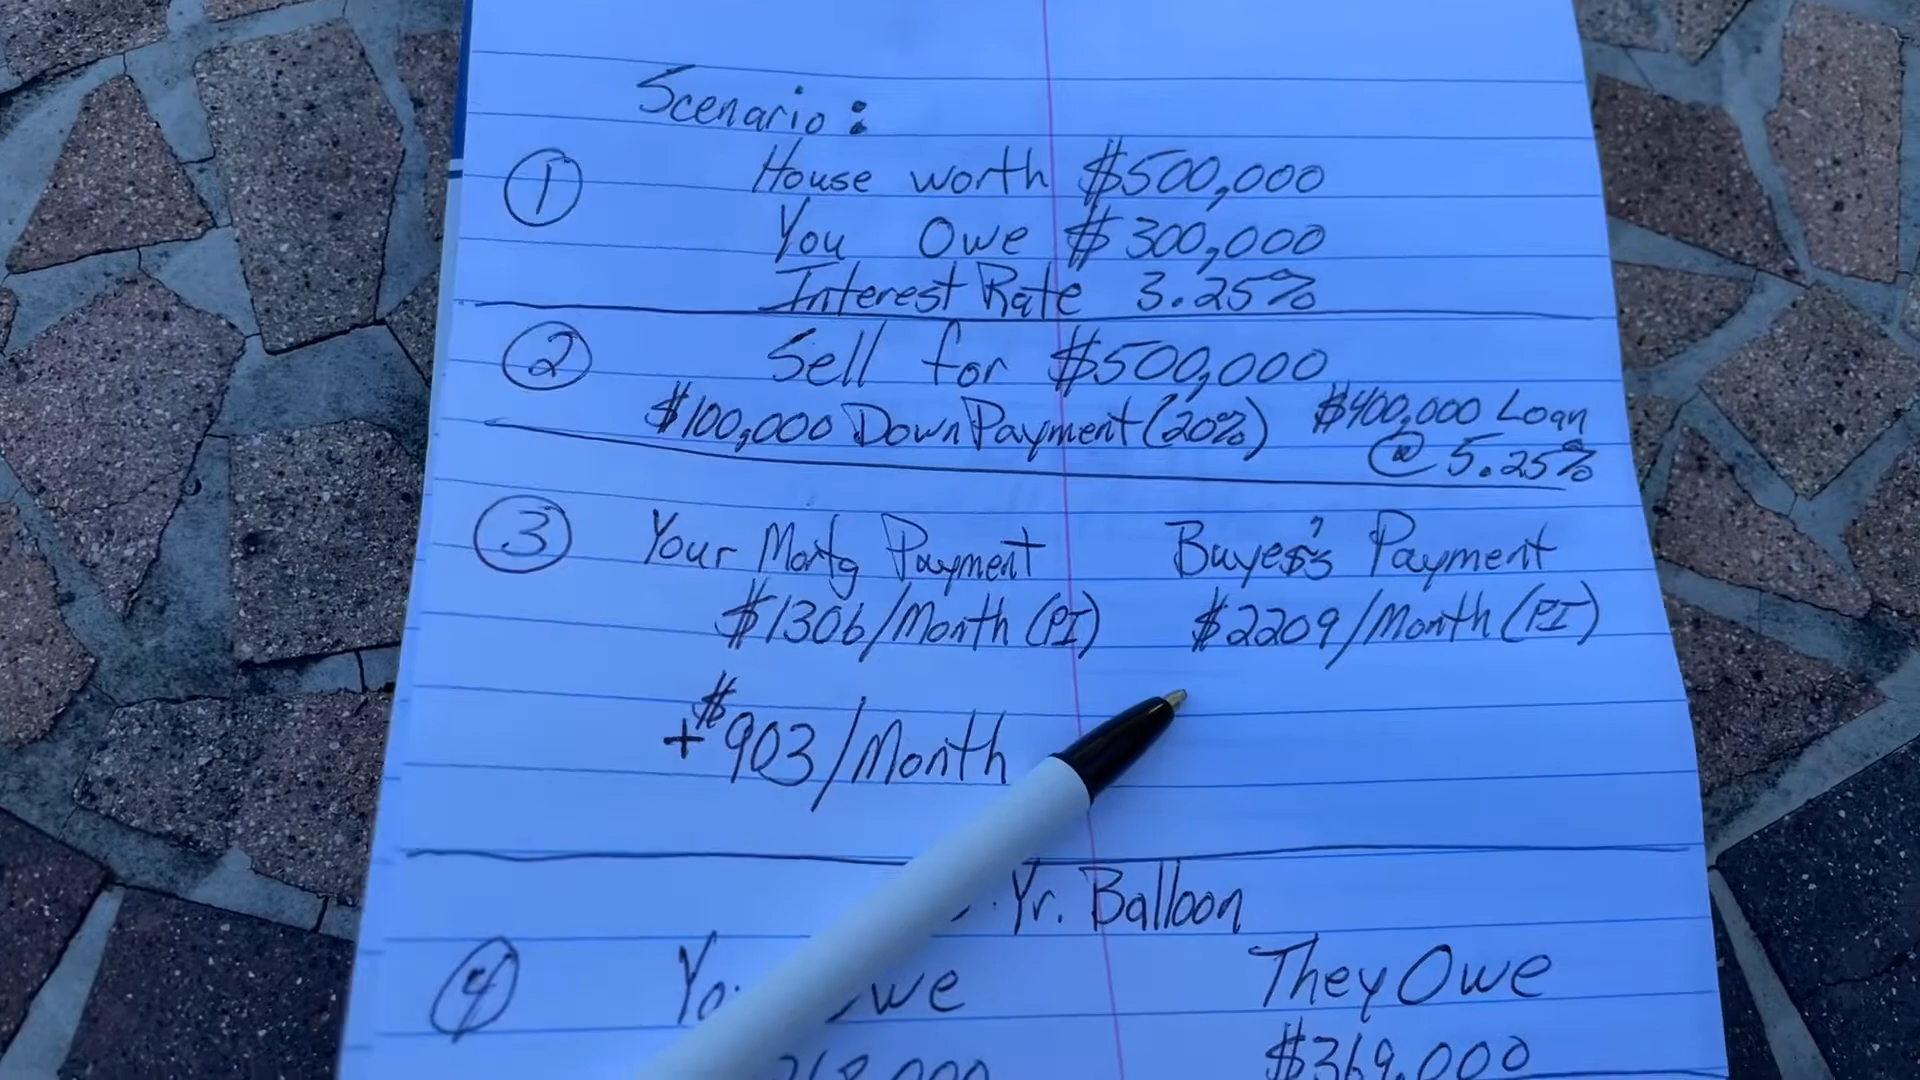 Scenario:
① House worth $500,000
You Owe $300,000
Interest Rate 3.25%
② Sell for $500,000
$100,000 Down Payment (20%) $400,000 Loan
@ 5.25%
③ Your Mortg Payment Buyer's Payment
$1306/Month (PI) $2209/Month (PI)
+$903/Month
Yr. Balloon
④ They Owe
$369,000